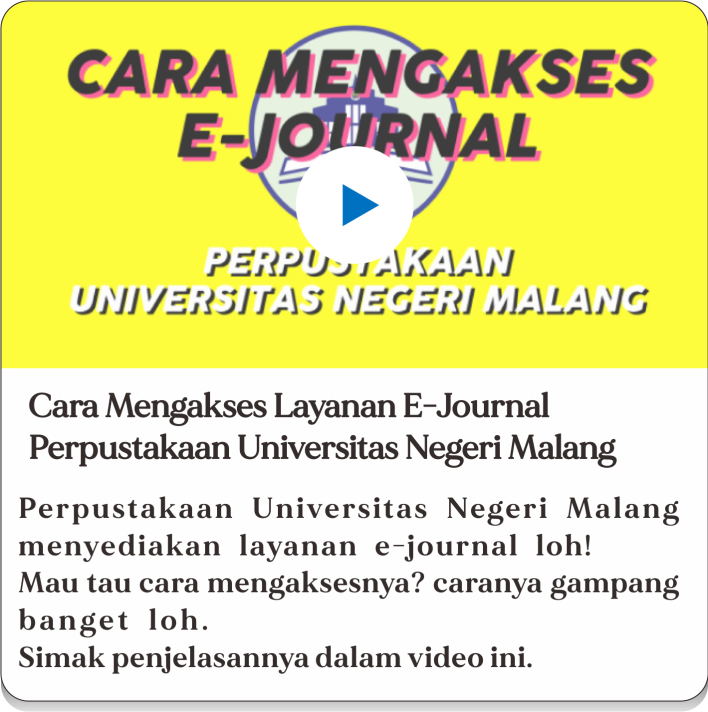 CARA MENGAKSES
E-JOURNAL
PERPUSTAKAAN
UNIVERSITAS NEGERI MALANG
Cara Mengakses Layanan E-Journal
Perpustakaan Universitas Negeri Malang
Perpustakaan Universitas Negeri Malang
menyediakan layanan e-journal loh!
Mau tau cara mengaksesnya? caranya gampang
banget loh.
Simak penjelasannya dalam video ini.